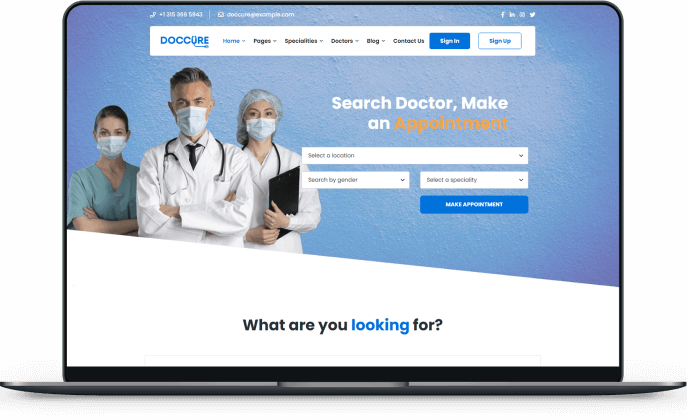 +1 315 369 5943 doccure@example.com
DOCCURE Home Pages Specialities Doctors Blog Contact Us Sign In Sign Up
Search Doctor, Make
an Appointment
Select a location
Search by gender Select a speciality
MAKE APPOINTMENT
What are you looking for?